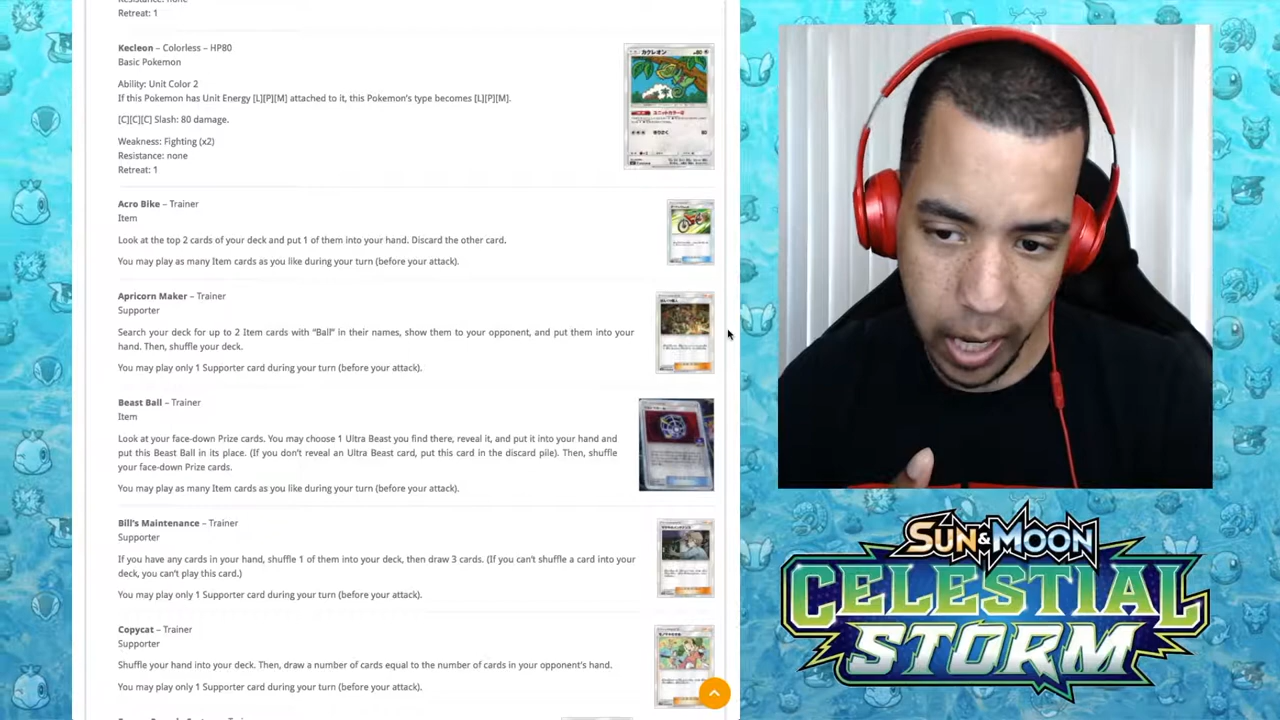 Resistance: none
Retreat: 1
Kecleon – Colorless – HP80
Basic Pokemon
Ability: Unit Color 2
If this Pokemon has Unit Energy [L][P][M] attached to it, this Pokemon's type becomes [L][P][M].
[C][C][C] Slash: 80 damage.
Weakness: Fighting (x2)
Resistance: none
Retreat: 1
カクレオン
Acro Bike – Trainer
Item
Look at the top 2 cards of your deck and put 1 of them into your hand. Discard the other card.
You may play as many Item cards as you like during your turn (before your attack).
Apricorn Maker – Trainer
Supporter
Search your deck for up to 2 Item cards with "Ball" in their names, show them to your opponent, and put them into your
hand. Then, shuffle your deck.
You may play only 1 Supporter card during your turn (before your attack).
Beast Ball – Trainer
Item
Look at your face-down Prize cards. You may choose 1 Ultra Beast you find there, reveal it, and put it into your hand and
put this Beast Ball in its place. (If you don't reveal an Ultra Beast card, put this card in the discard pile). Then, shuffle
your face-down Prize cards.
You may play as many Item cards as you like during your turn (before your attack).
Bill's Maintenance – Trainer
Supporter
If you have any cards in your hand, shuffle 1 of them into your deck, then draw 3 cards. (If you can't shuffle a card into your
deck, you can't play this card.)
You may play only 1 Supporter card during your turn (before your attack).
Copycat – Trainer
Supporter
Shuffle your hand into your deck. Then, draw a number of cards equal to the number of cards in your opponent's hand.
You may play only 1 Supporter card during your turn (before your attack).
SUN & MOON
CELESTIAL
STORM